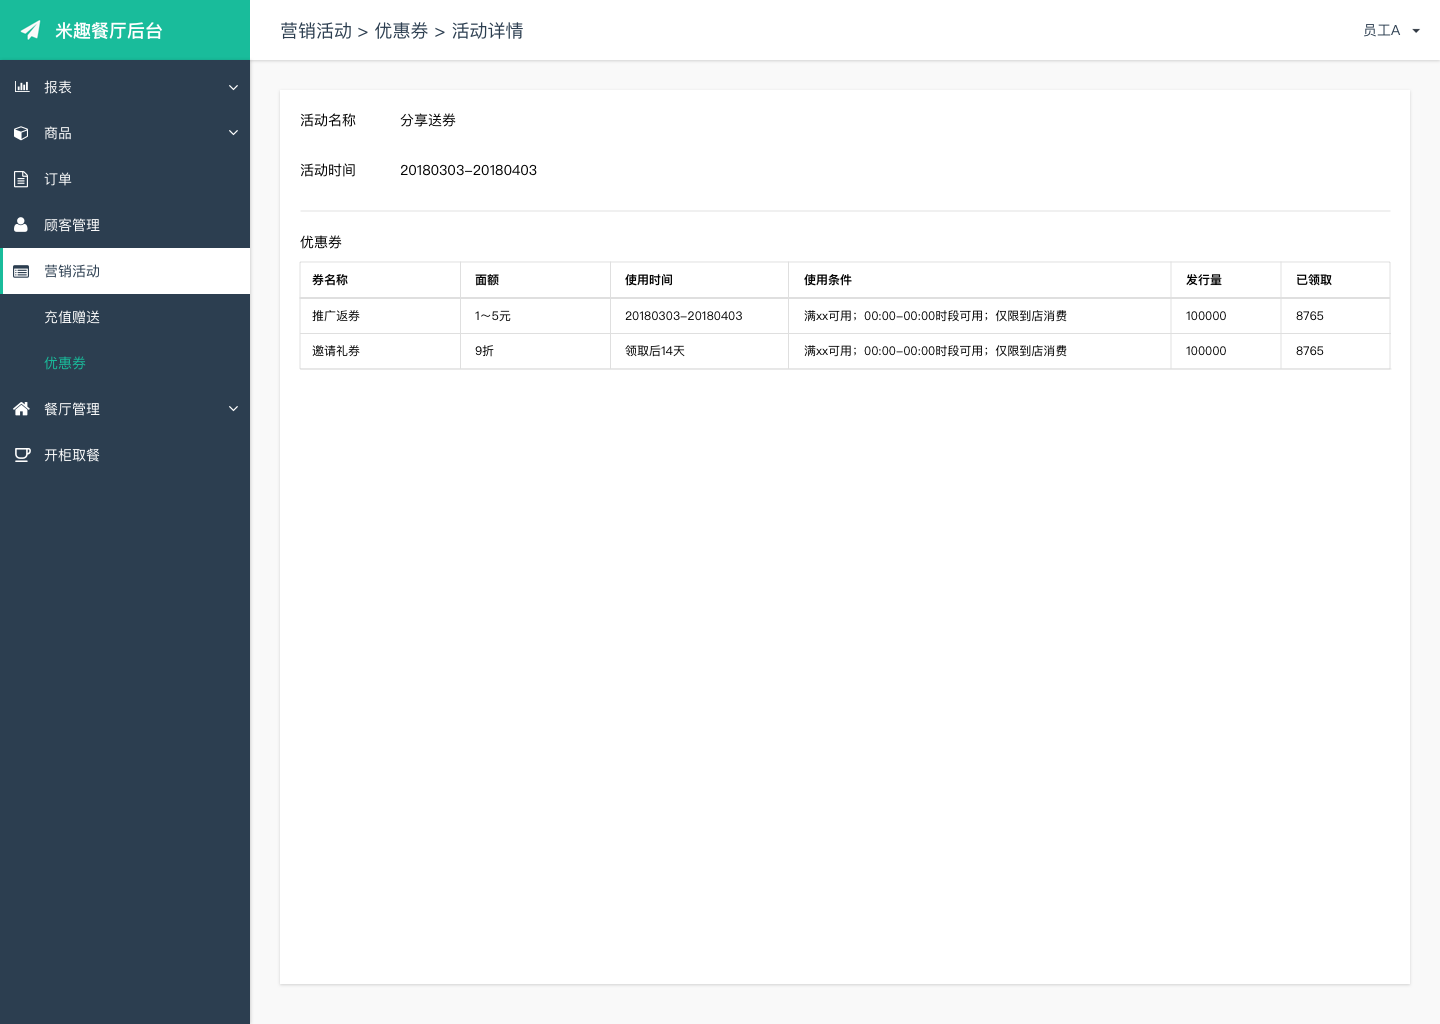 米趣餐厅后台
营销活动 > 优惠券 > 活动详情
员工A
报表
商品
订单
顾客管理
营销活动
充值赠送
优惠券
餐厅管理
开柜取餐
活动名称 分享送券
活动时间 20180303-20180403
优惠券
券名称 面额 使用时间 使用条件 发行量 已领取
推广返券 1～5元 20180303-20180403 满xx可用；00:00-00:00时段可用；仅限到店消费 100000 8765
邀请礼券 9折 领取后14天 满xx可用；00:00-00:00时段可用；仅限到店消费 100000 8765